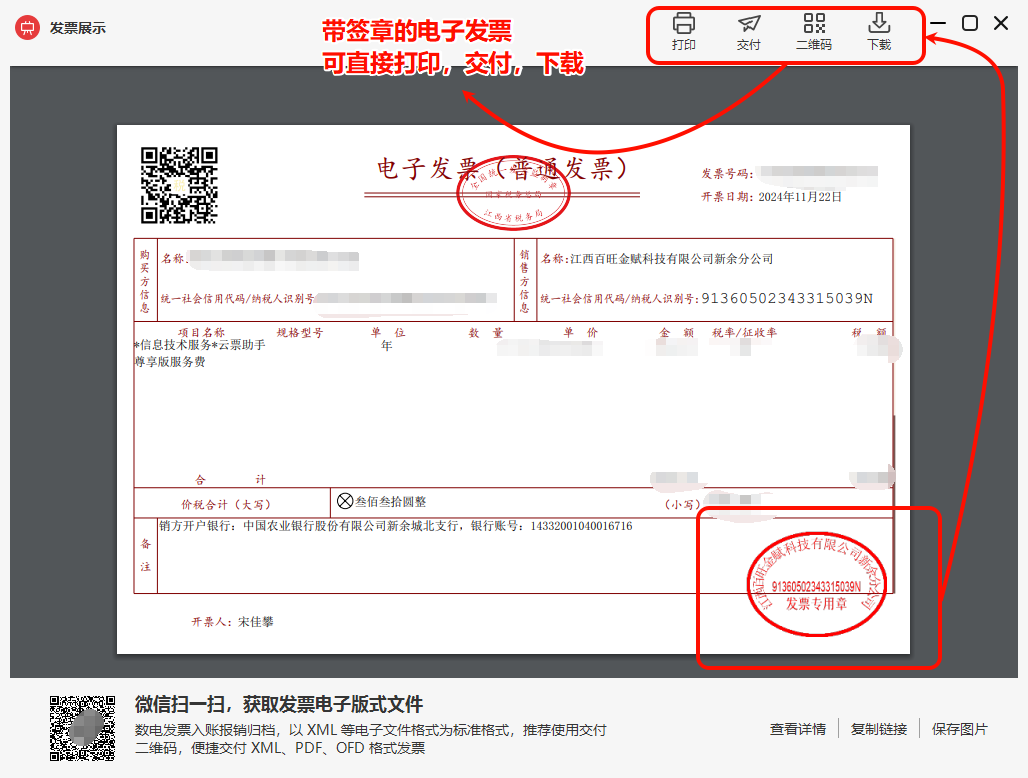 发票展示
带签章的电子发票
可直接打印，交付，下载
打印 交付 二维码 下载
电子发票（普通发票）
全国统一发票监制章
国家税务总局
江西省税务局
发票号码：
开票日期：2024年11月22日
购买方信息
名称：
统一社会信用代码/纳税人识别号
销售方信息
名称：江西百旺金赋科技有限公司新余分公司
统一社会信用代码/纳税人识别号：91360502343315039N
项目名称 规格型号 单 位 数 量 单 价 金 额 税率/征收率 税 额
*信息技术服务*云票助手 年
尊享版服务费
合 计
价税合计（大写） ⊗叁佰叁拾圆整 （小写）
备注
销方开户银行：中国农业银行股份有限公司新余城北支行，银行账号：14332001040016716
江西百旺金赋科技有限公司新余分公司
91360502343315039N
发票专用章
开票人：宋佳攀
微信扫一扫，获取发票电子版式文件
数电发票入账报销归档，以 XML 等电子文件格式为标准格式，推荐使用交付
二维码，便捷交付 XML、PDF、OFD 格式发票
查看详情 复制链接 保存图片